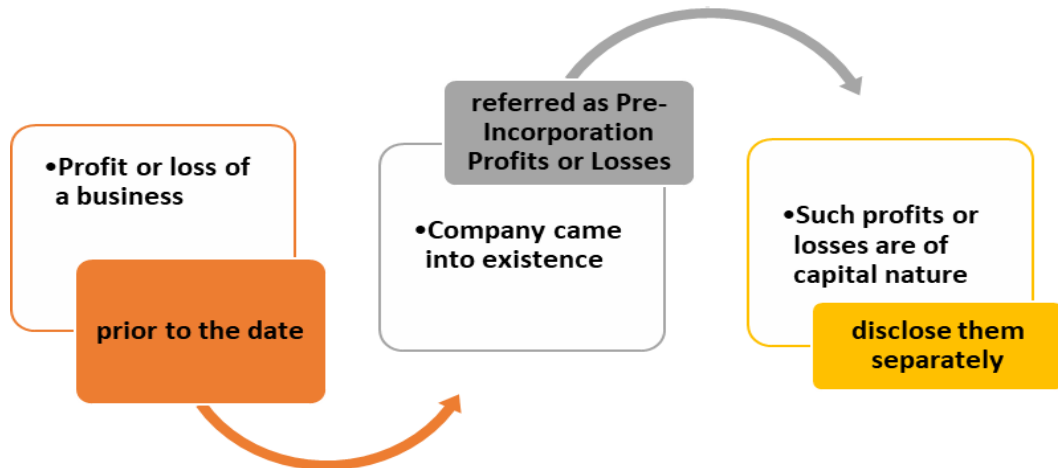 •Profit or loss of
a business
prior to the date
•Company came
into existence
referred as Pre-
Incorporation
Profits or Losses
•Such profits or
losses are of
capital nature
disclose them
separately